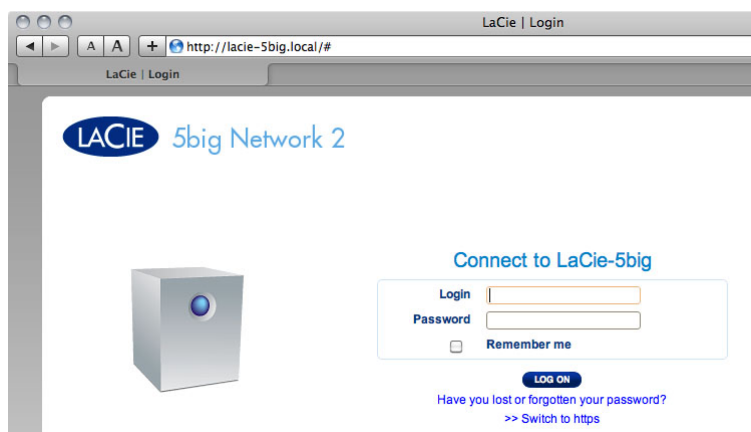 LaCie | Login
A A + http://lacie-5big.local/#
LaCie | Login
LACIE 5big Network 2
Connect to LaCie-5big
Login
Password
Remember me
LOG ON
Have you lost or forgotten your password?
>> Switch to https